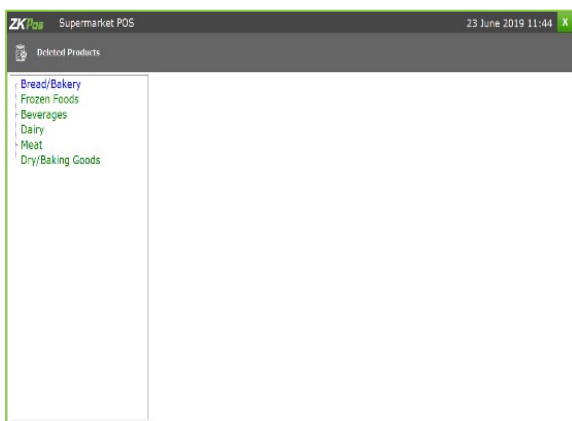 ZKPos Supermarket POS 23 June 2019 11:44 X
Deleted Products
Bread/Bakery
Frozen Foods
Beverages
Dairy
Meat
Dry/Baking Goods